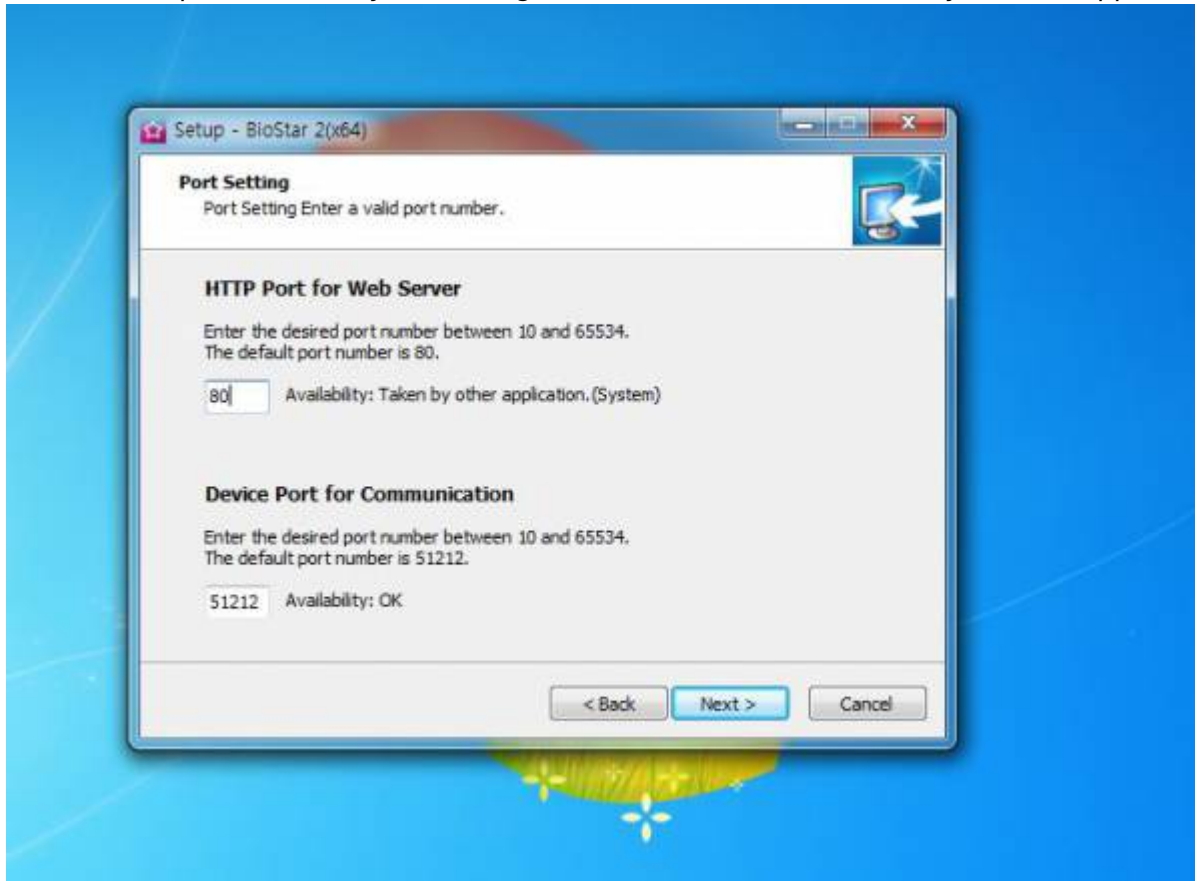 Setup - BioStar 2(x64)
Port Setting
Port Setting Enter a valid port number.
HTTP Port for Web Server
Enter the desired port number between 10 and 65534.
The default port number is 80.
80 Availability: Taken by other application.(System)
Device Port for Communication
Enter the desired port number between 10 and 65534.
The default port number is 51212.
51212 Availability: OK
< Back Next > Cancel